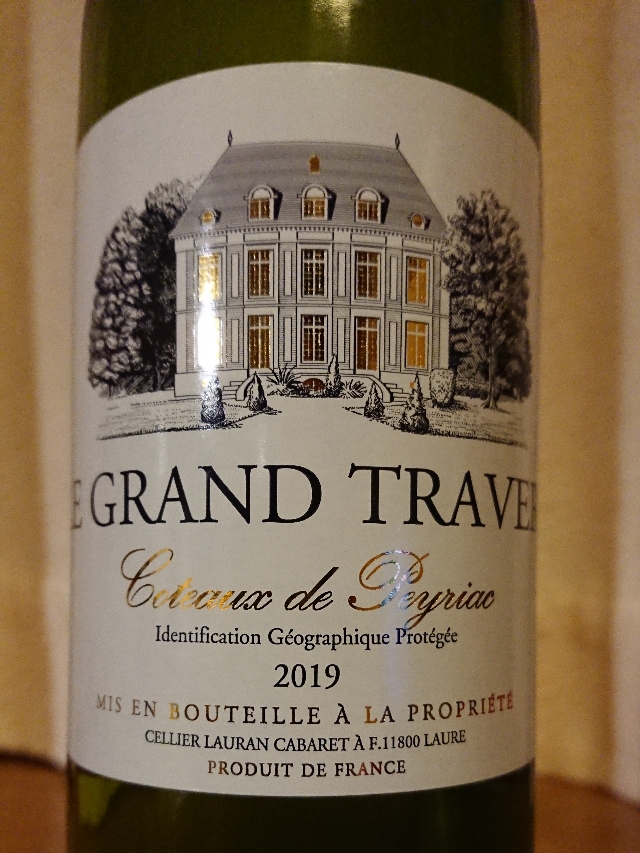 GRAND
Coteaux de Peyriac
Identification Géographique Protégée
2019
MIS EN BOUTEILLE À LA PROPRIÉTÉ
CELLIER LAURAN CABARET À F.11800 LAURE
PRODUIT DE FRANCE